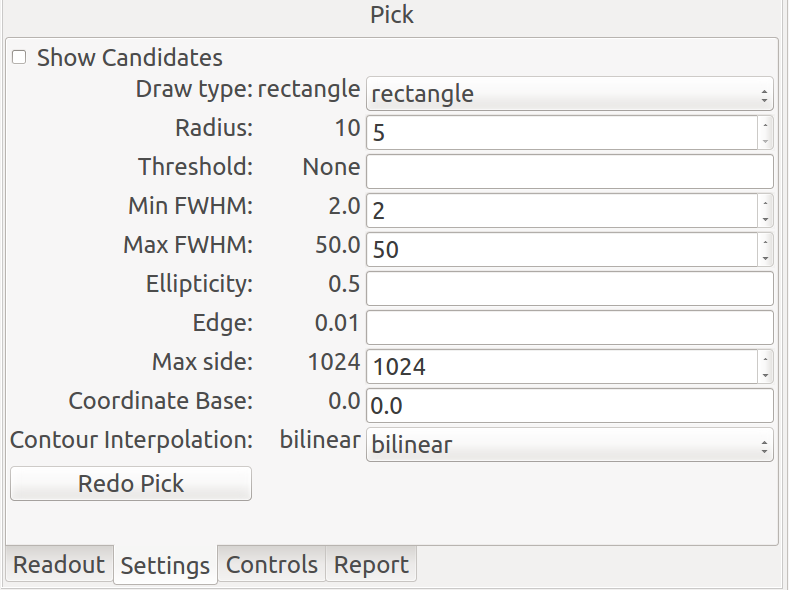 Pick
Show Candidates
Draw type: rectangle rectangle
Radius: 10 5
Threshold: None
Min FWHM: 2.0 2
Max FWHM: 50.0 50
Ellipticity: 0.5
Edge: 0.01
Max side: 1024 1024
Coordinate Base: 0.0 0.0
Contour Interpolation: bilinear bilinear
Redo Pick
Readout Settings Controls Report